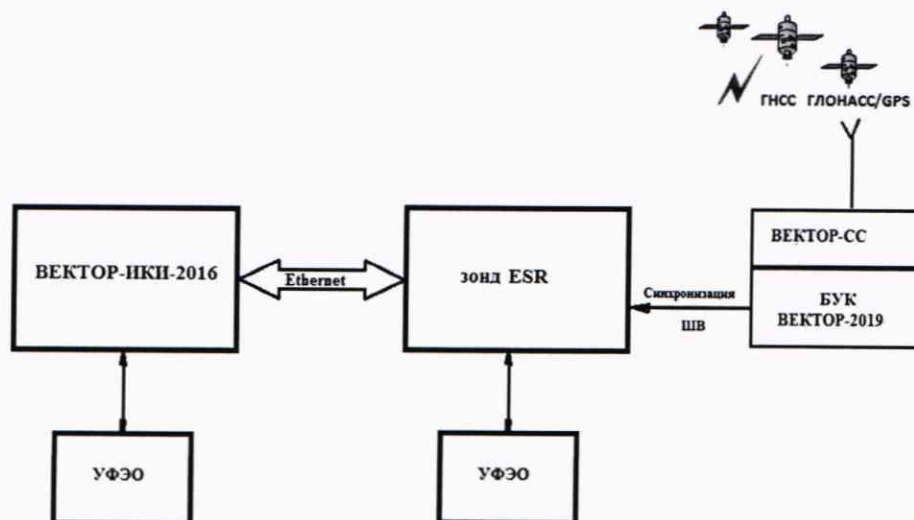 ГНСС ГЛОНАСС/GPS
ВЕКТОР-ИКИ-2016
Ethernet
зонд ESR
Синхронизация
ШВ
ВЕКТОР-СС
БУК
ВЕКТОР-2019
УФЭО
УФЭО